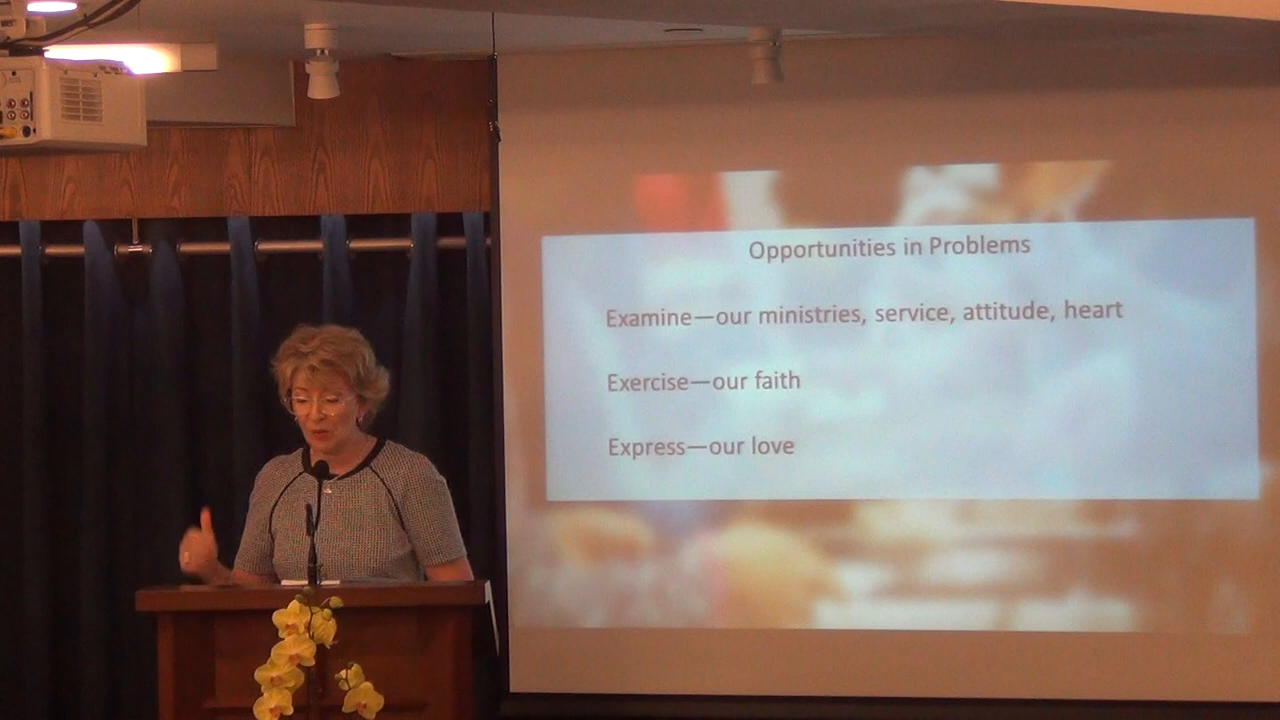 Opportunities in Problems
Examine—our ministries, service, attitude, heart
Exercise—our faith
Express—our love